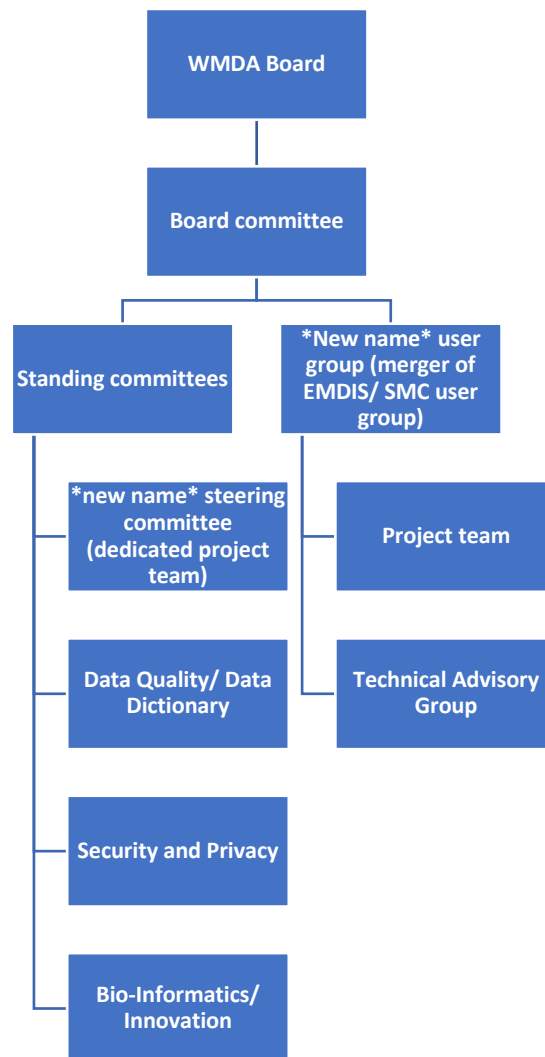 WMDA Board
Board committee
Standing committees
*New name* user
group (merger of
EMDIS/ SMC user
group)
*new name* steering
committee
(dedicated project
team)
Project team
Data Quality/ Data
Dictionary
Technical Advisory
Group
Security and Privacy
Bio-Informatics/
Innovation